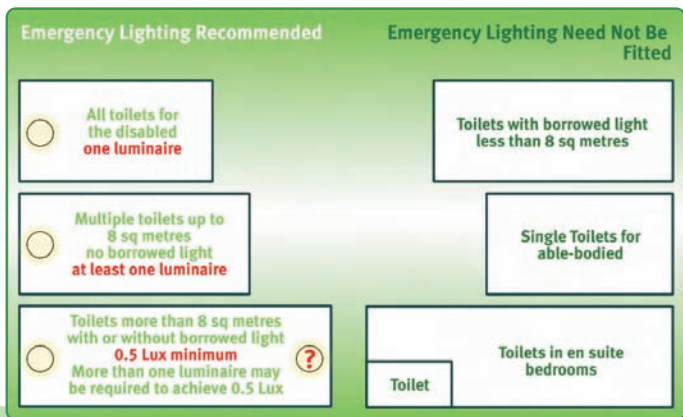 Emergency Lighting Recommended
All toilets for
the disabled
one luminaire
Multiple toilets up to
8 sq metres
no borrowed light
at least one luminaire
Toilets more than 8 sq metres
with or without borrowed light
0.5 Lux minimum
More than one luminaire may
be required to achieve 0.5 Lux
?
Emergency Lighting Need Not Be
Fitted
Toilets with borrowed light
less than 8 sq metres
Single Toilets for
able-bodied
Toilets in en suite
bedrooms
Toilet